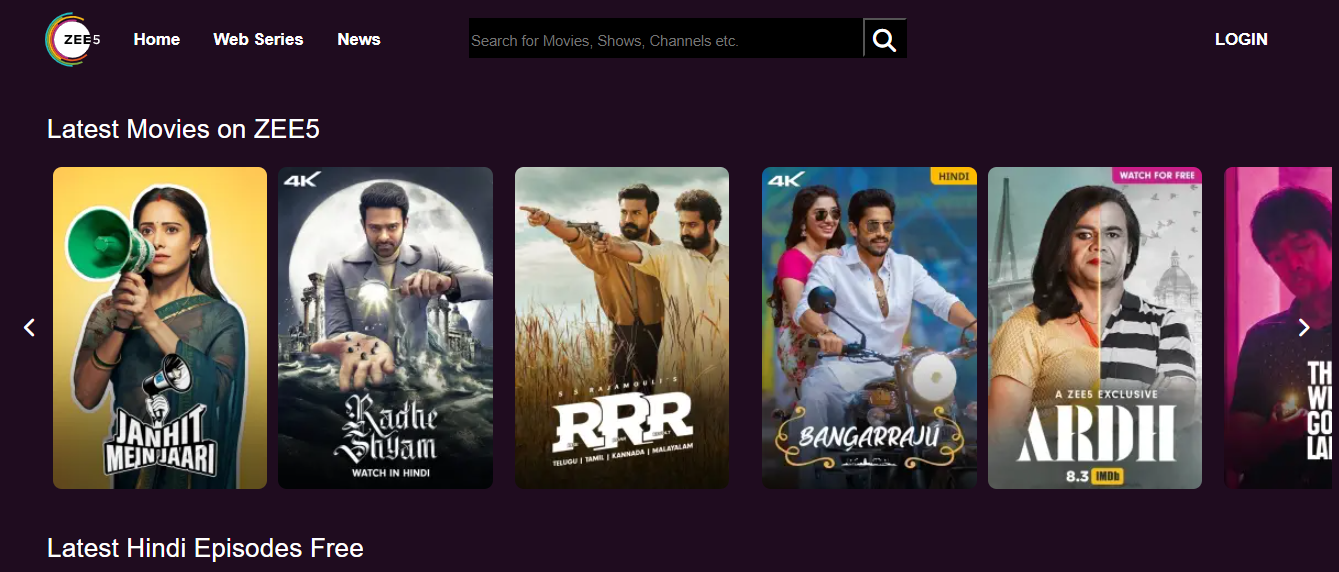 ZEE5
Home
Web Series
News
Search for Movies, Shows, Channels etc.
LOGIN
Latest Movies on ZEE5
JANHIT
MEIN JAARI
4K
Radhe
Shyam
WATCH IN HINDI
S S RAJAMOULI'S
RRR
TELUGU | TAMIL | KANNADA | MALAYALAM
4K
HINDI
BANGARRAJU
WATCH FOR FREE
A ZEE5 EXCLUSIVE
ARDH
8.3 IMDb
TH
WI
GO
LA
Latest Hindi Episodes Free